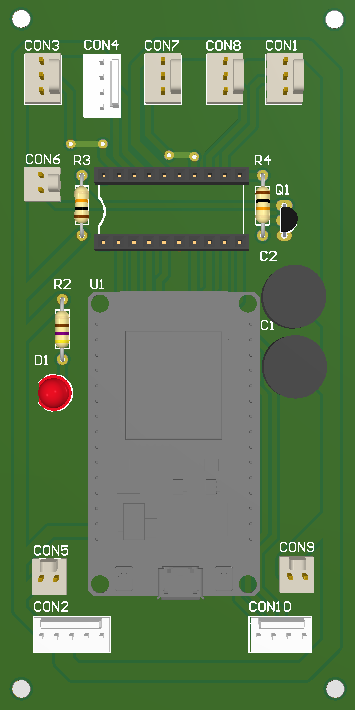 CON3 CON4 CON7 CON8 CON1
CON6 R3 R4
Q1
C2
R2 U1
C1
D1
CON5 CON9
CON2 CON10